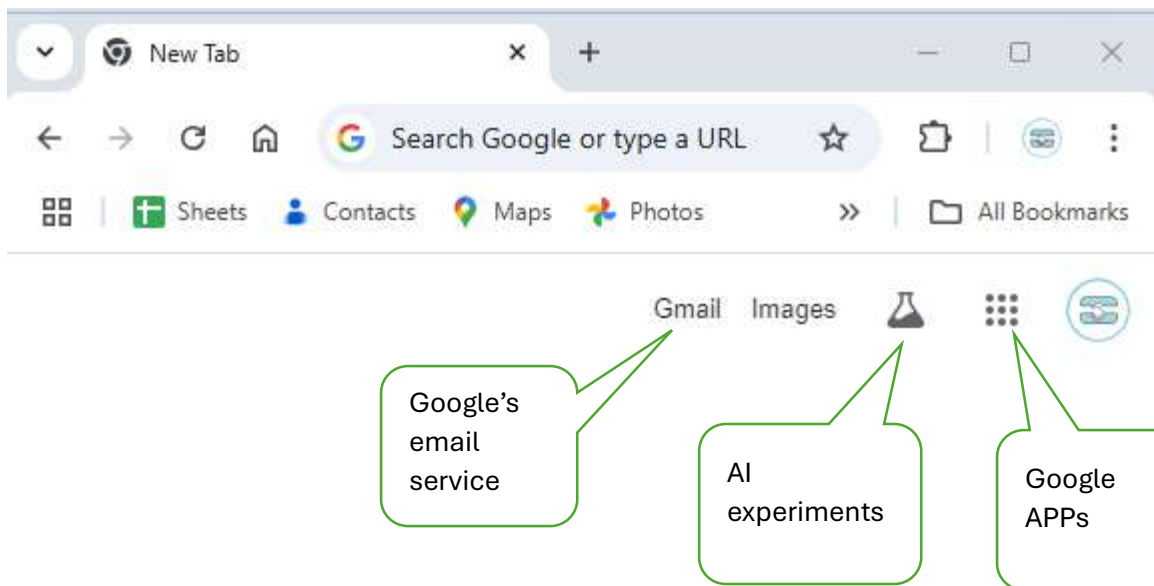 New Tab
Search Google or type a URL
Sheets Contacts Maps Photos All Bookmarks
Gmail Images
Google’s
email
service
AI
experiments
Google
APPs